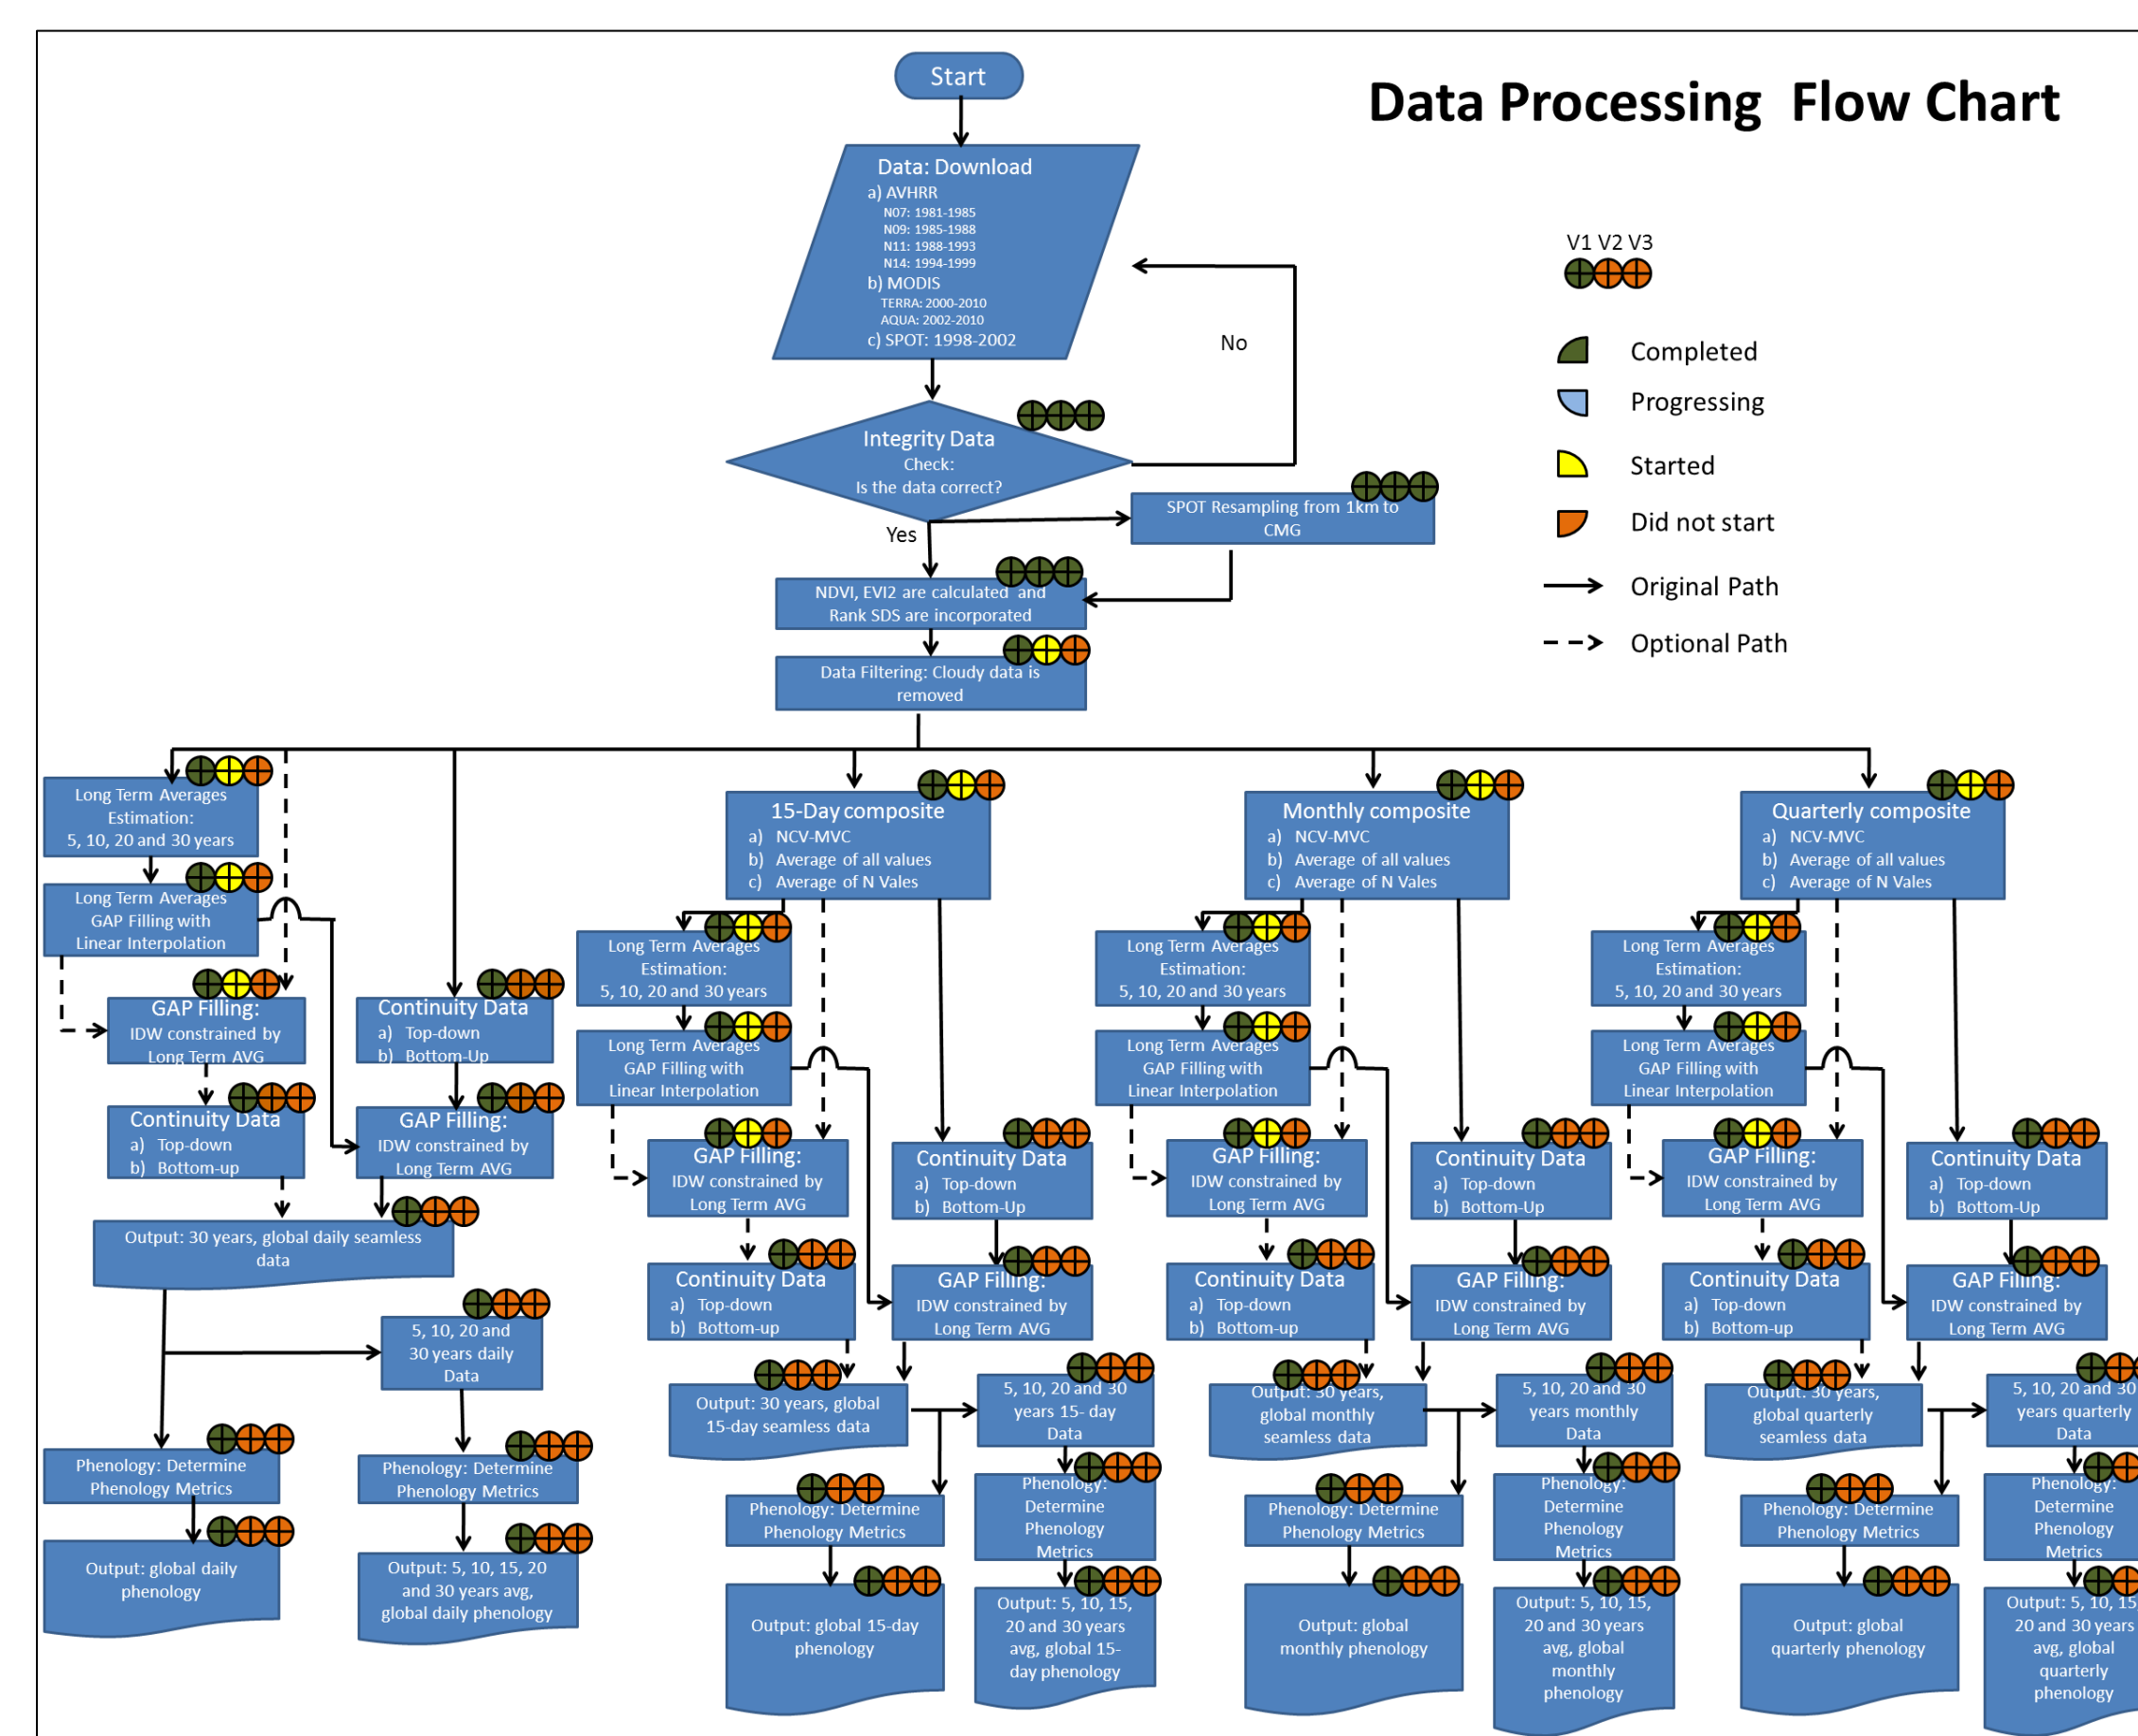 Start
Data Processing Flow Chart
Data: Download
a) AVHRR
N07: 1981-1985
N09: 1985-1988
N11: 1988-1993
N14: 1994-1999
b) MODIS
TERRA: 2000-2010
AQUA: 2002-2010
c) SPOT: 1998-2002
V1 V2 V3
Completed
Progressing
Started
Did not start
Original Path
Optional Path
No
Integrity Data
Check:
Is the data correct?
Yes
SPOT Resampling from 1km to
CMG
NDVI, EVI2 are calculated and
Rank SDS are incorporated
Data Filtering: Cloudy data is
removed
Long Term Averages
Estimation:
5, 10, 20 and 30 years
Long Term Averages
GAP Filling with
Linear Interpolation
GAP Filling:
IDW constrained by
Long Term AVG
Continuity Data
a) Top-down
b) Bottom-up
Continuity Data
a) Top-down
b) Bottom-Up
GAP Filling:
IDW constrained by
Long Term AVG
Output: 30 years, global daily seamless
data
5, 10, 20 and
30 years daily
Data
Phenology: Determine
Phenology Metrics
Output: global daily
phenology
Phenology: Determine
Phenology Metrics
Output: 5, 10, 15, 20
and 30 years avg,
global daily phenology
15-Day composite
a) NCV-MVC
b) Average of all values
c) Average of N Vales
Long Term Averages
Estimation:
5, 10, 20 and 30 years
Long Term Averages
GAP Filling with
Linear Interpolation
GAP Filling:
IDW constrained by
Long Term AVG
Continuity Data
a) Top-down
b) Bottom-up
Continuity Data
a) Top-down
b) Bottom-Up
GAP Filling:
IDW constrained by
Long Term AVG
Output: 30 years, global
15-day seamless data
5, 10, 20 and 30
years 15- day
Data
Phenology: Determine
Phenology Metrics
Output: global 15-day
phenology
Phenology:
Determine
Phenology
Metrics
Output: 5, 10, 15,
20 and 30 years
avg, global 15-
day phenology
Monthly composite
a) NCV-MVC
b) Average of all values
c) Average of N Vales
Long Term Averages
Estimation:
5, 10, 20 and 30 years
Long Term Averages
GAP Filling with
Linear Interpolation
GAP Filling:
IDW constrained by
Long Term AVG
Continuity Data
a) Top-down
b) Bottom-up
Continuity Data
a) Top-down
b) Bottom-Up
GAP Filling:
IDW constrained by
Long Term AVG
Output: 30 years,
global monthly
seamless data
5, 10, 20 and 30
years monthly
Data
Phenology: Determine
Phenology Metrics
Output: global
monthly phenology
Phenology:
Determine
Phenology
Metrics
Output: 5, 10, 15,
20 and 30 years
avg, global
monthly
phenology
Quarterly composite
a) NCV-MVC
b) Average of all values
c) Average of N Vales
Long Term Averages
Estimation:
5, 10, 20 and 30 years
Long Term Averages
GAP Filling with
Linear Interpolation
GAP Filling:
IDW constrained by
Long Term AVG
Continuity Data
a) Top-down
b) Bottom-up
Continuity Data
a) Top-down
b) Bottom-Up
GAP Filling:
IDW constrained by
Long Term AVG
Output: 30 years,
global quarterly
seamless data
5, 10, 20 and 30
years quarterly
Data
Phenology: Determine
Phenology Metrics
Output: global
quarterly phenology
Phenology:
Determine
Phenology
Metrics
Output: 5, 10, 15,
20 and 30 years
avg, global
quarterly
phenology